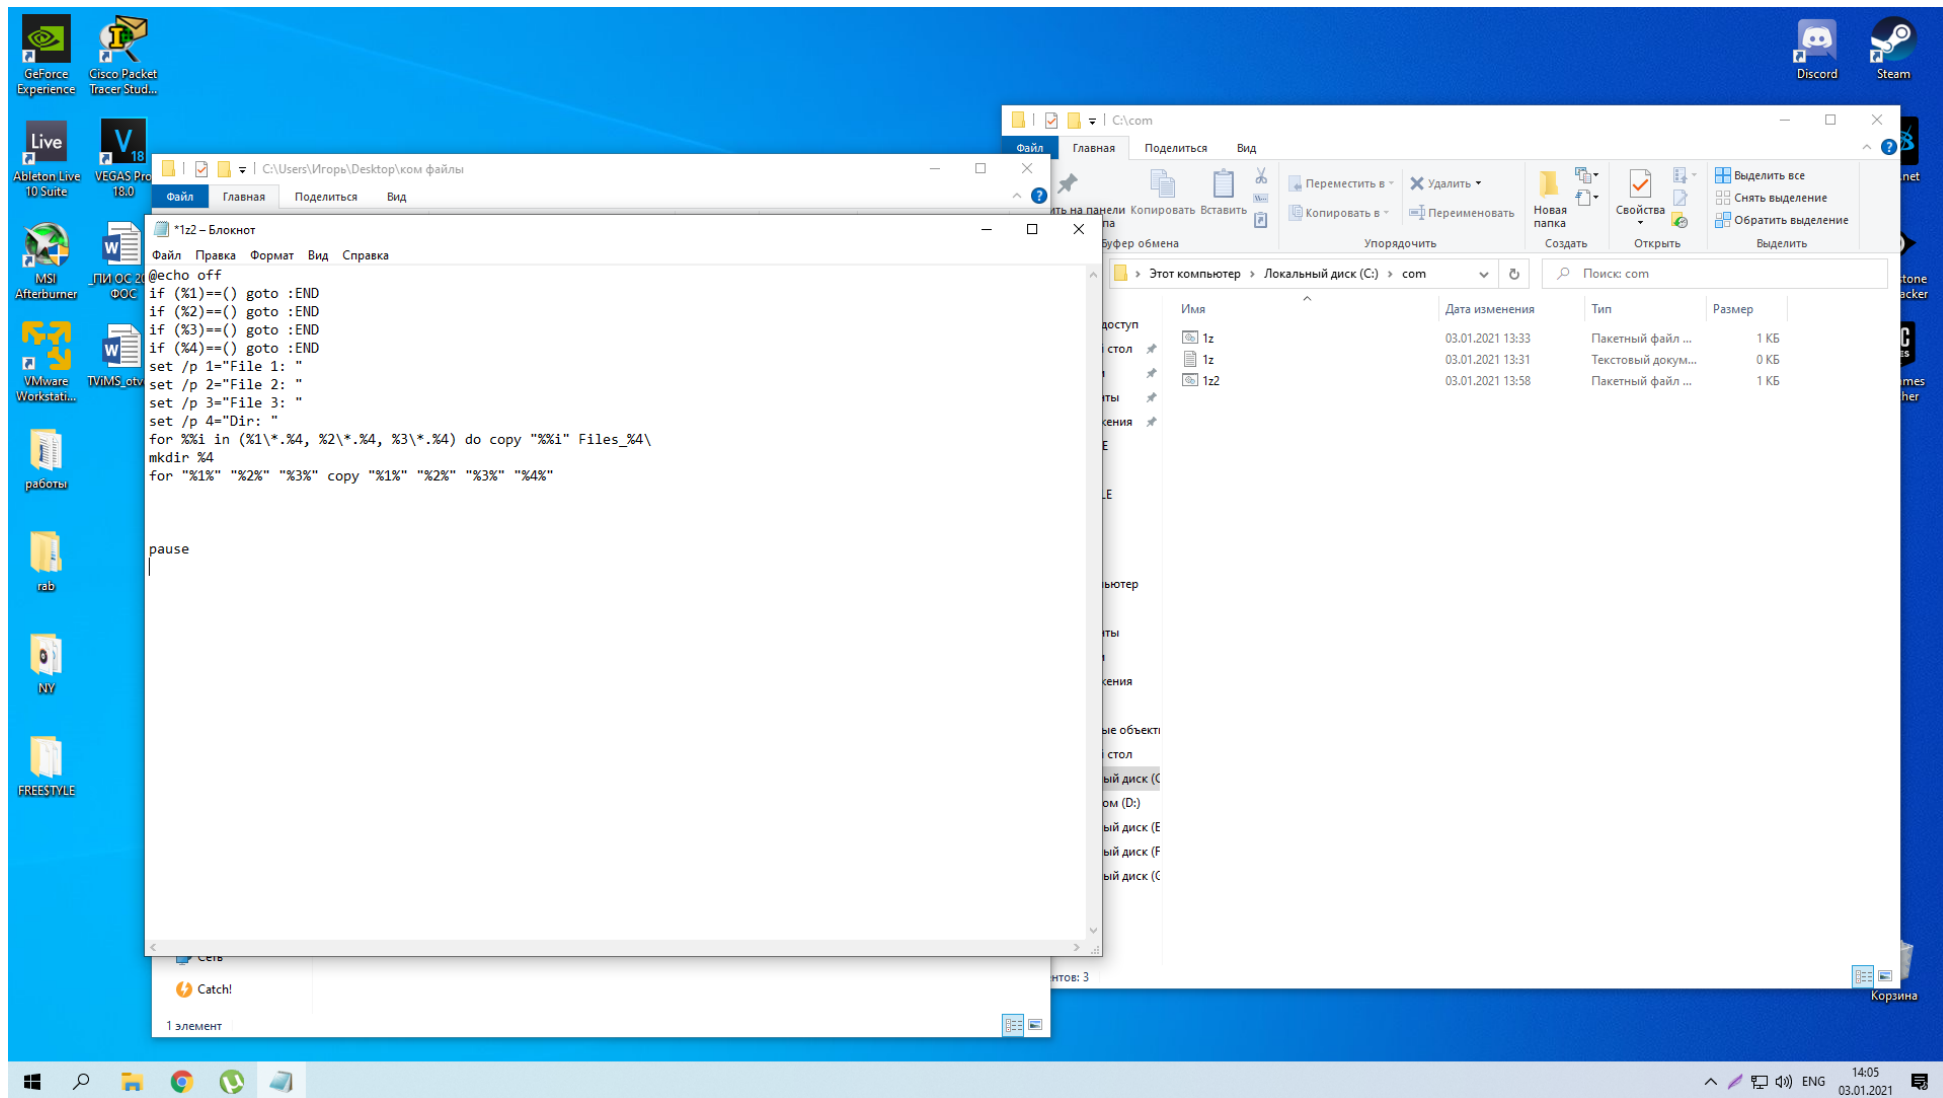 GeForce
Experience
Cisco Packet
Tracer Stud...
Discord
Steam
Live
Ableton Live
10 Suite
V
18
VEGAS Pro
18.0
MSI
Afterburner
ФОС
VMware
Workstati...
работы
rab
NY
FREESTYLE
Корзина
C:\Users\Игорь\Desktop\ком файлы
Файл Главная Поделиться Вид
*1z2 – Блокнот
Файл Правка Формат Вид Справка
@echo off
if (%1)==() goto :END
if (%2)==() goto :END
if (%3)==() goto :END
if (%4)==() goto :END
set /p 1="File 1: "
set /p 2="File 2: "
set /p 3="File 3: "
set /p 4="Dir: "
for %%i in (%1\*.%4, %2\*.%4, %3\*.%4) do copy "%%i" Files_%4\
mkdir %4
for "%1%" "%2%" "%3%" copy "%1%" "%2%" "%3%" "%4%"
pause
Сеть
Catch!
1 элемент
C:\com
Файл Главная Поделиться Вид
Копировать Вставить
Переместить в
Копировать в
Удалить
Переименовать
Новая
папка
Свойства
Выделить все
Снять выделение
Обратить выделение
Упорядочить Создать Открыть Выделить
Этот компьютер › Локальный диск (C:) › com
Поиск: com
Имя Дата изменения Тип Размер
1z 03.01.2021 13:33 Пакетный файл ... 1 КБ
1z 03.01.2021 13:31 Текстовый докум... 0 КБ
1z2 03.01.2021 13:58 Пакетный файл ... 1 КБ
ENG
14:05
03.01.2021